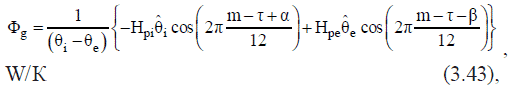 Φg = 1/(θi −θe) {−Hpi θ̂i cos(2π (m−τ+α)/12) + Hpe θ̂e cos(2π (m−τ−β)/12)} ,
W/K (3.43),